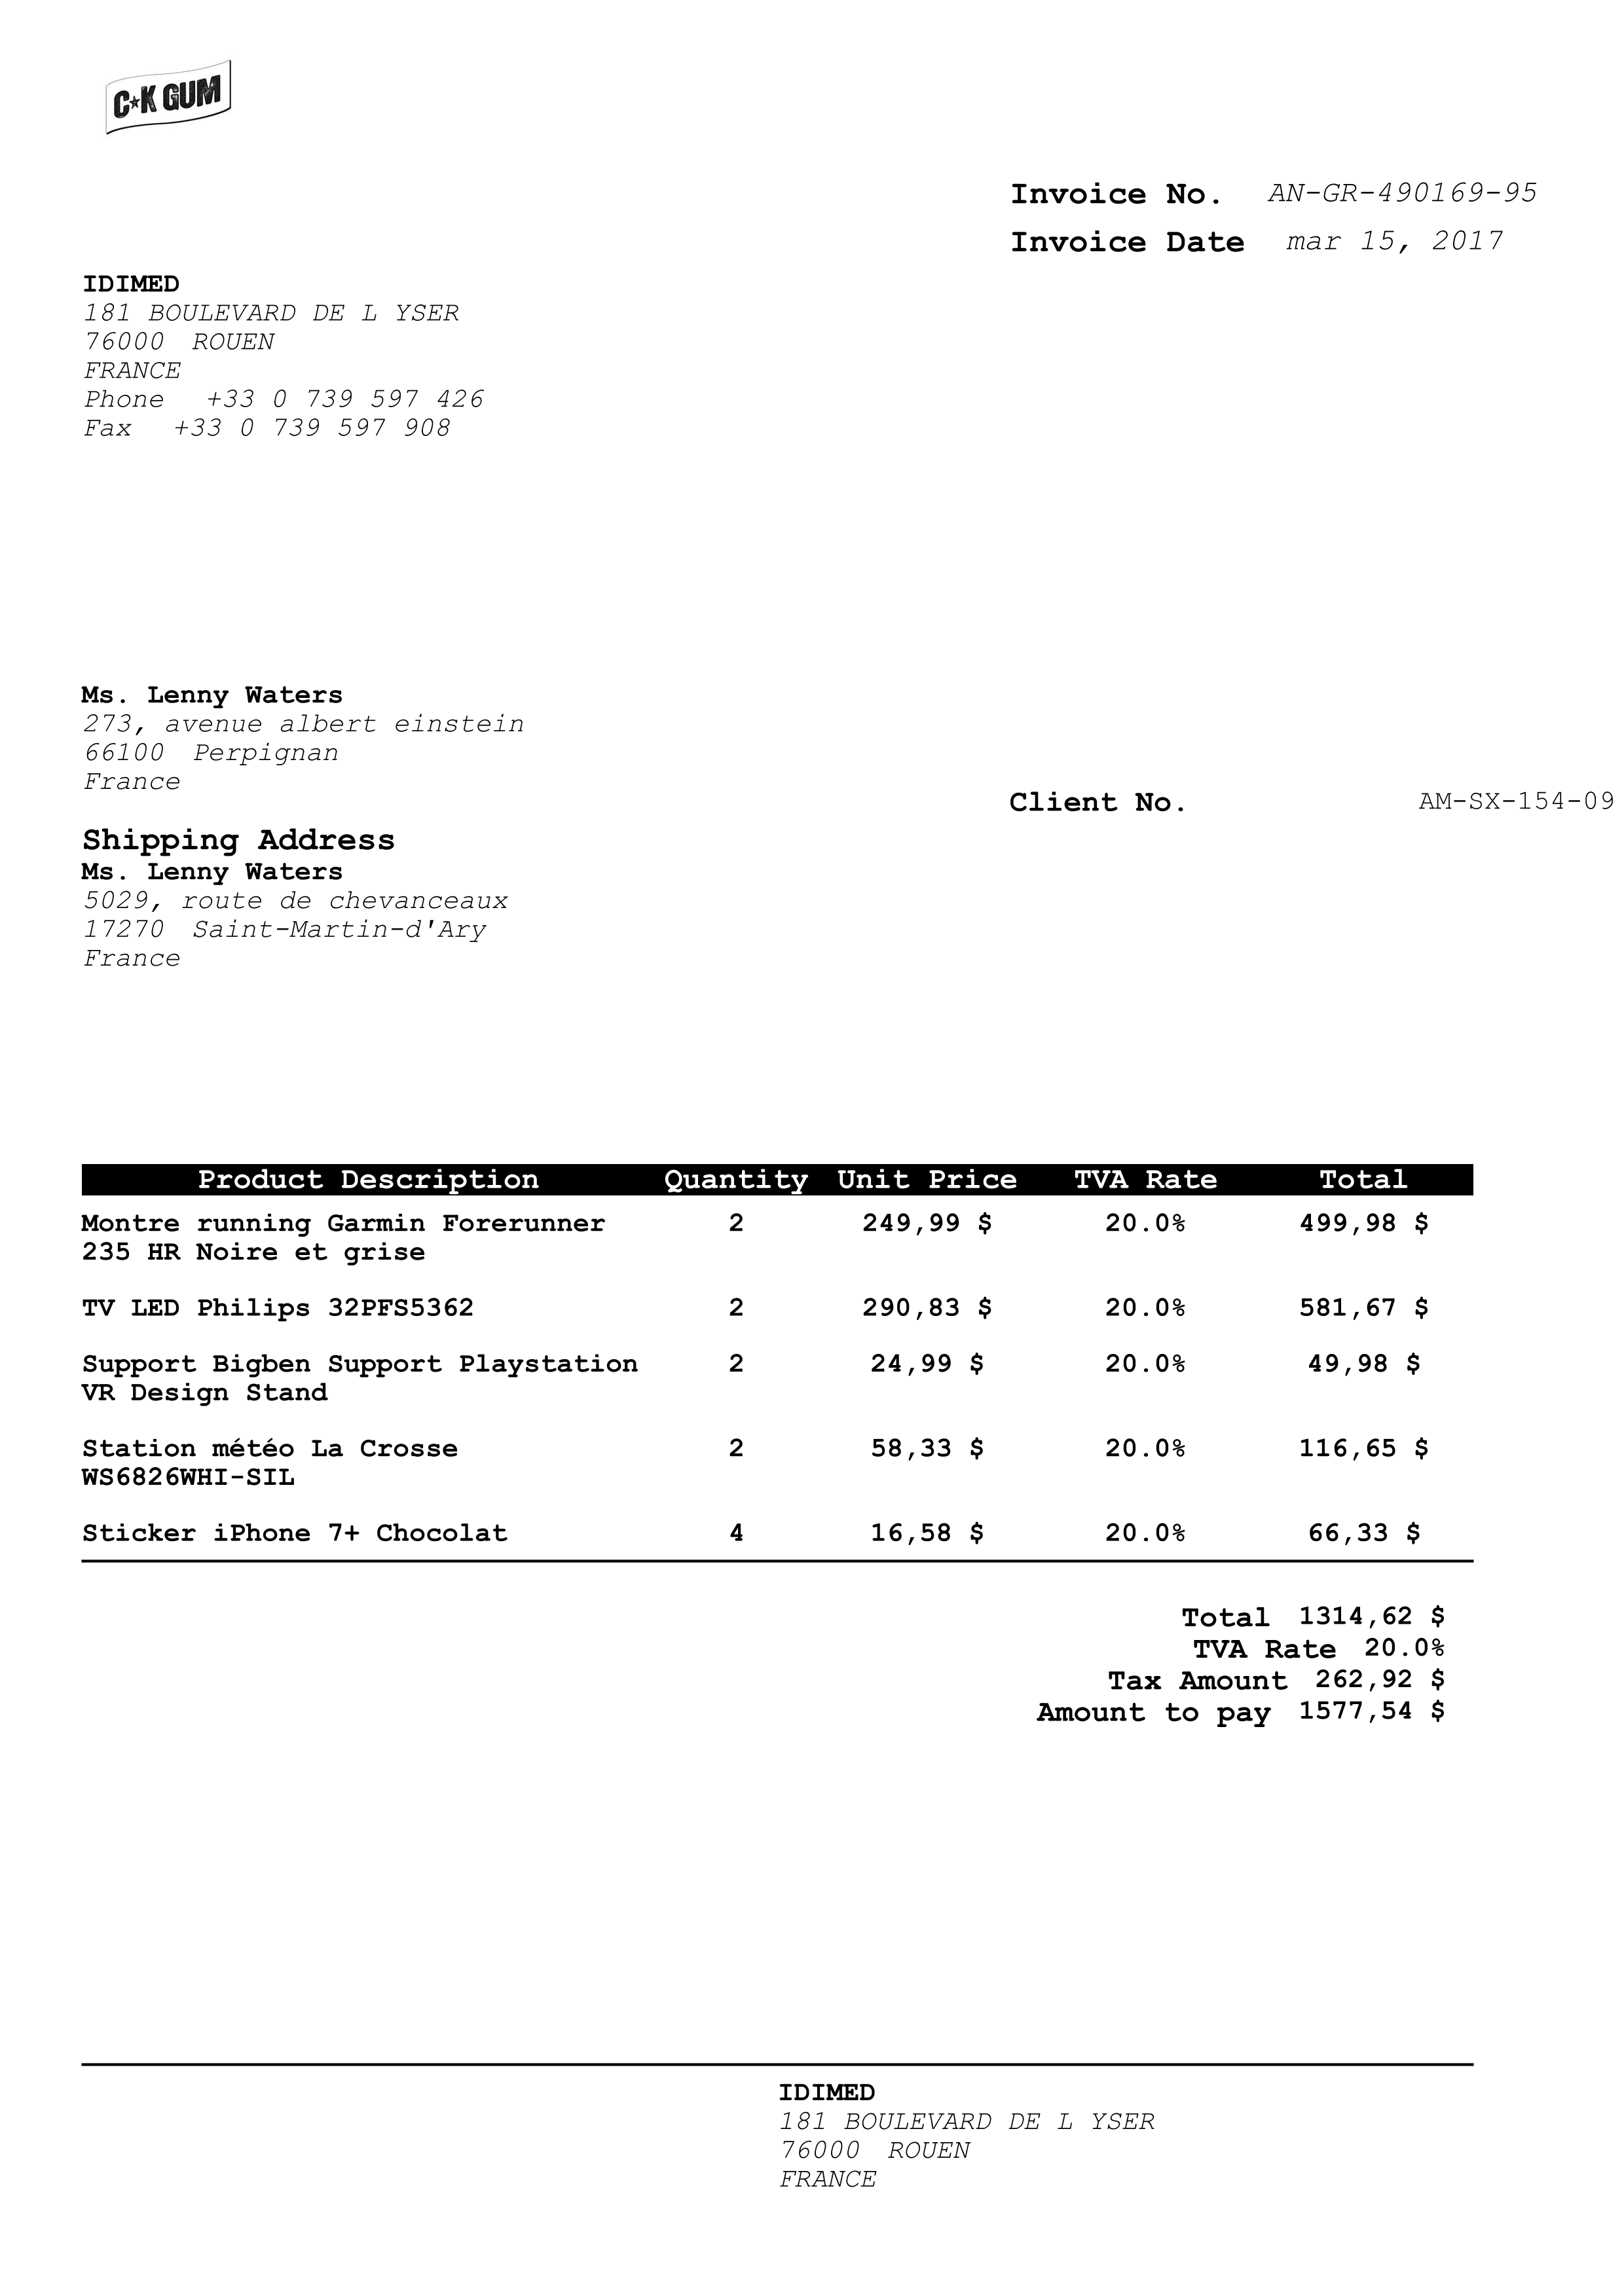 C★K GUM
Invoice No. AN-GR-490169-95
Invoice Date mar 15, 2017
IDIMED
181 BOULEVARD DE L YSER
76000 ROUEN
FRANCE
Phone +33 0 739 597 426
Fax +33 0 739 597 908
Ms. Lenny Waters
273, avenue albert einstein
66100 Perpignan
France
Client No. AM-SX-154-09
Shipping Address
Ms. Lenny Waters
5029, route de chevanceaux
17270 Saint-Martin-d'Ary
France
Product Description Quantity Unit Price TVA Rate Total
Montre running Garmin Forerunner 2 249,99 $ 20.0% 499,98 $
235 HR Noire et grise
TV LED Philips 32PFS5362 2 290,83 $ 20.0% 581,67 $
Support Bigben Support Playstation 2 24,99 $ 20.0% 49,98 $
VR Design Stand
Station météo La Crosse 2 58,33 $ 20.0% 116,65 $
WS6826WHI-SIL
Sticker iPhone 7+ Chocolat 4 16,58 $ 20.0% 66,33 $
Total 1314,62 $
TVA Rate 20.0%
Tax Amount 262,92 $
Amount to pay 1577,54 $
IDIMED
181 BOULEVARD DE L YSER
76000 ROUEN
FRANCE